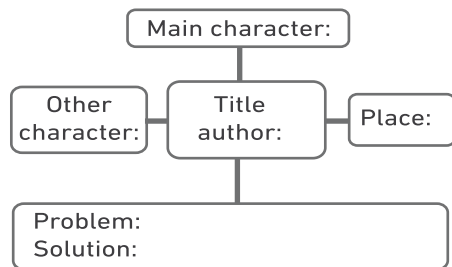 Main character:
Other
character:
Title
author:
Place:
Problem:
Solution: